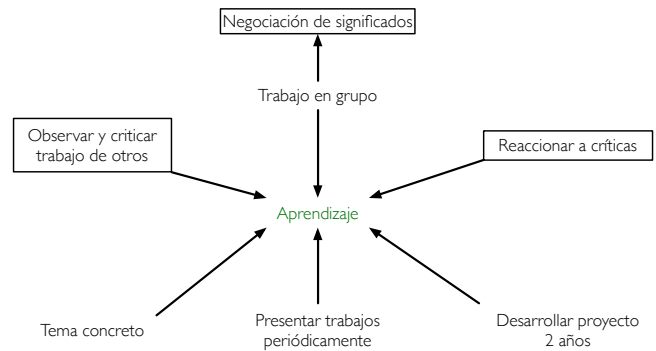 Negociación de significados
Trabajo en grupo
Observar y criticar
trabajo de otros
Reaccionar a críticas
Aprendizaje
Tema concreto
Presentar trabajos
periódicamente
Desarrollar proyecto
2 años